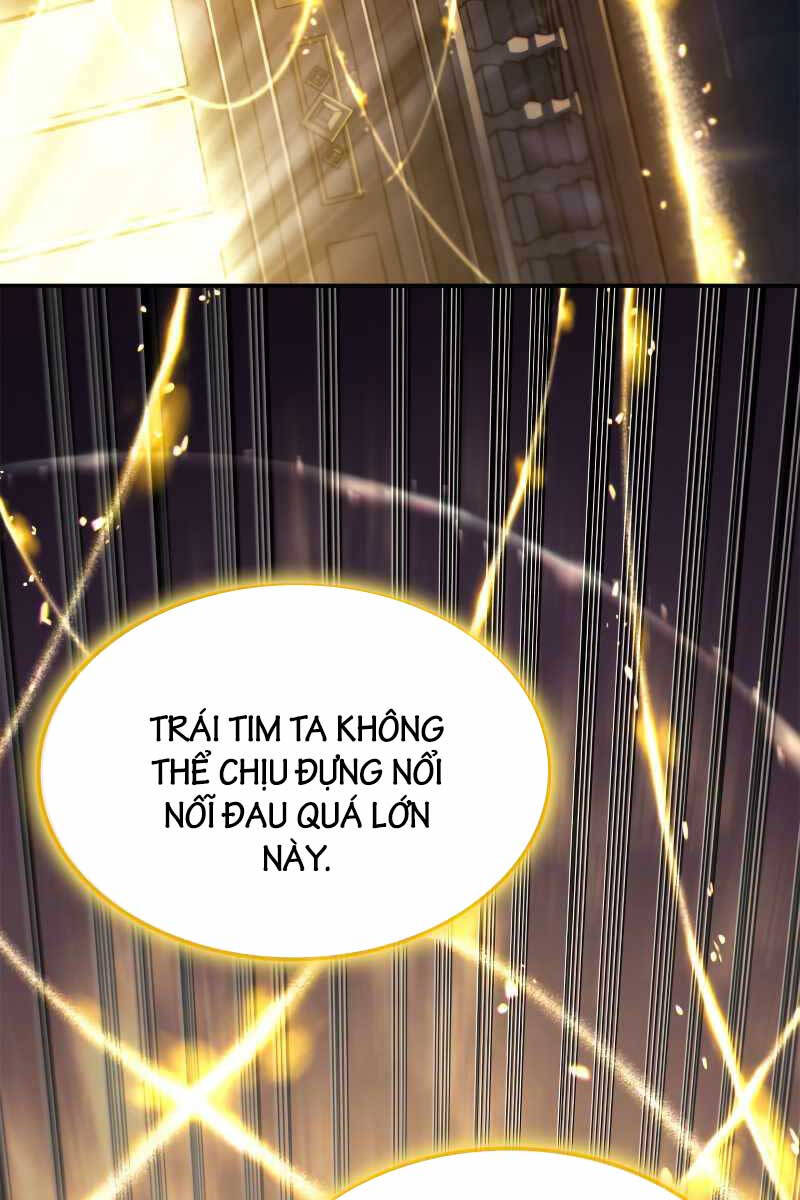 TRÁI TIM TA KHÔNG
THỂ CHỊU ĐỰNG NỔI
NỖI ĐAU QUÁ LỚN
NÀY.